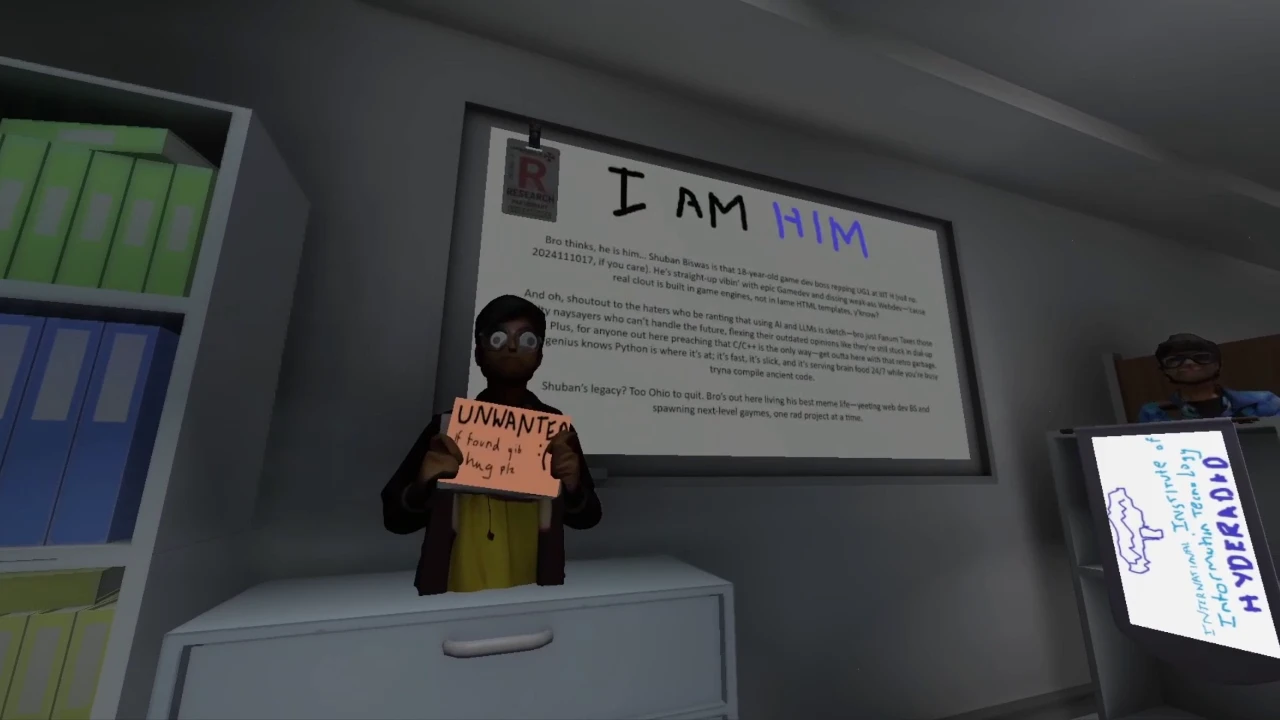 R
RESEARCH
I AM HIM
Bro thinks, he is him... Shuban Biswas is that 18-year-old game dev boss repping UG1 at IIIT H (roll no.
2024111017, if you care). He's straight-up vibin' with epic Gamedev and dissing weak-ass Webdev—'cause
real clout is built in game engines, not in lame HTML templates, y'know?
And oh, shoutout to the haters who be ranting that using AI and LLMs is sketch—bro just Fanum Taxes those
naysayers who can't handle the future, flexing their outdated opinions like they're still stuck in dial-up
Plus, for anyone out here preaching that C/C++ is the only way—get outta here with that retro garbage.
genius knows Python is where it's at; it's fast, it's slick, and it's serving brain food 24/7 while you're busy
tryna compile ancient code.
Shuban's legacy? Too Ohio to quit. Bro's out here living his best meme life—yeeting web dev BS and
spawning next-level gaymes, one rad project at a time.
UNWANTED
if found gib :(
hug plz
INTERNATIONAL INSTITUTE of
Information Tecnology
HYDERABAD